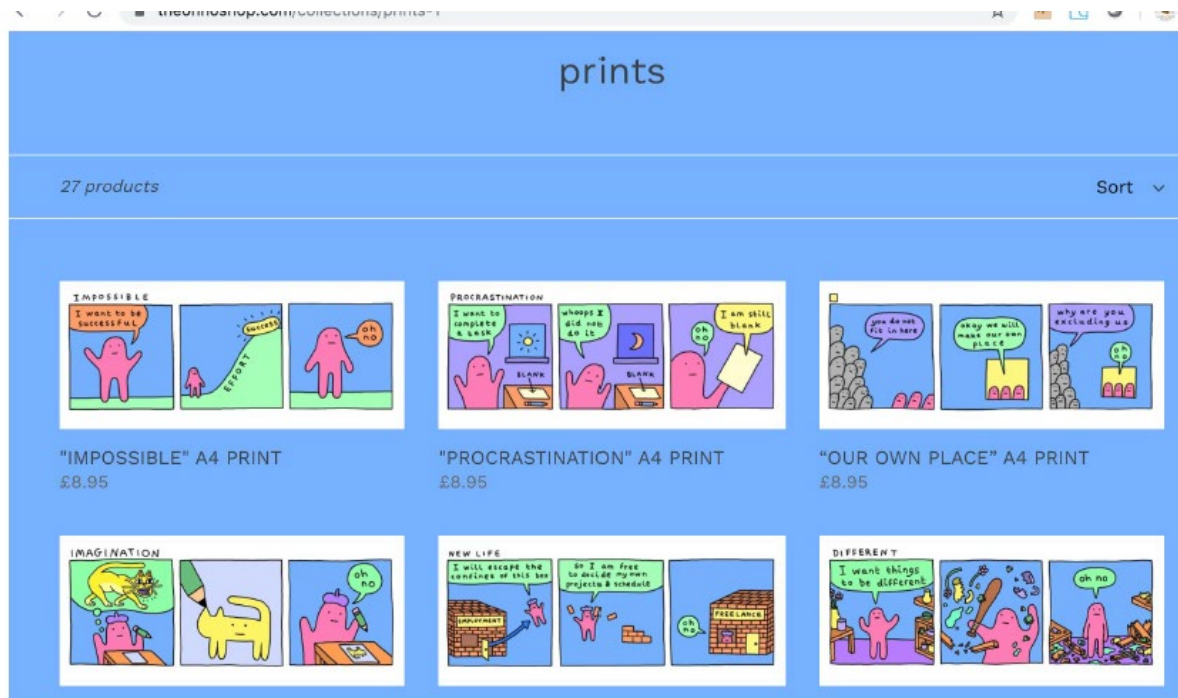 theohnoshop.com/collections/prints-1
prints
27 products
Sort
IMPOSSIBLE
I want to be
successful
success
EFFORT
oh
no
"IMPOSSIBLE" A4 PRINT
£8.95
PROCRASTINATION
I want to
complete
a task
BLANK
whoops I
did not
do it
BLANK
oh
no
I am still
blank
"PROCRASTINATION" A4 PRINT
£8.95
you do not
fit in here
okay we will
make our own
place
why are you
excluding us
oh
no
“OUR OWN PLACE” A4 PRINT
£8.95
IMAGINATION
oh
no
NEW LIFE
I will escape the
confines of this box
EMPLOYMENT
so I am free
to decide my own
projects & schedule
oh
no
FREELANCE
DIFFERENT
I want things
to be different
oh no